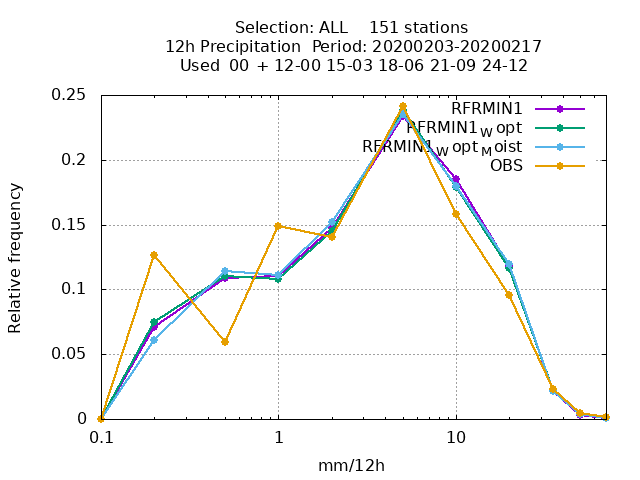 Selection: ALL    151 stations
12h Precipitation  Period: 20200203-20200217
Used  00 + 12-00 15-03 18-06 21-09 24-12
RFRMIN1
RFRMIN1_W opt
RFRMIN1_W opt_M oist
OBS
Relative frequency
0.25
0.2
0.15
0.1
0.05
0
0.1 1 10
mm/12h